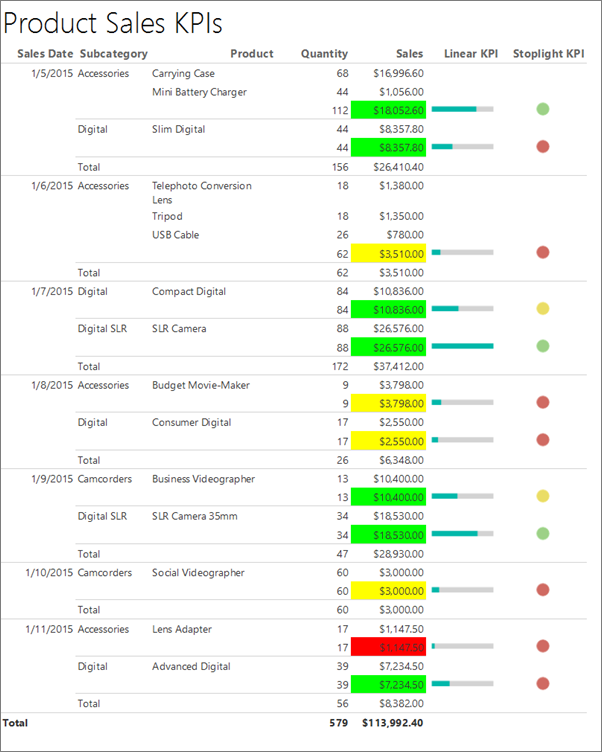 Product Sales KPIs
Sales Date Subcategory Product Quantity Sales Linear KPI Stoplight KPI
1/5/2015 Accessories Carrying Case 68 $16,996.60
Mini Battery Charger 44 $1,056.00
112 $18,052.60
Digital Slim Digital 44 $8,357.80
44 $8,357.80
Total 156 $26,410.40
1/6/2015 Accessories Telephoto Conversion 18 $1,380.00
Lens
Tripod 18 $1,350.00
USB Cable 26 $780.00
62 $3,510.00
Total 62 $3,510.00
1/7/2015 Digital Compact Digital 84 $10,836.00
84 $10,836.00
Digital SLR SLR Camera 88 $26,576.00
88 $26,576.00
Total 172 $37,412.00
1/8/2015 Accessories Budget Movie-Maker 9 $3,798.00
9 $3,798.00
Digital Consumer Digital 17 $2,550.00
17 $2,550.00
Total 26 $6,348.00
1/9/2015 Camcorders Business Videographer 13 $10,400.00
13 $10,400.00
Digital SLR SLR Camera 35mm 34 $18,530.00
34 $18,530.00
Total 47 $28,930.00
1/10/2015 Camcorders Social Videographer 60 $3,000.00
60 $3,000.00
Total 60 $3,000.00
1/11/2015 Accessories Lens Adapter 17 $1,147.50
17 $1,147.50
Digital Advanced Digital 39 $7,234.50
39 $7,234.50
Total 56 $8,382.00
Total 579 $113,992.40